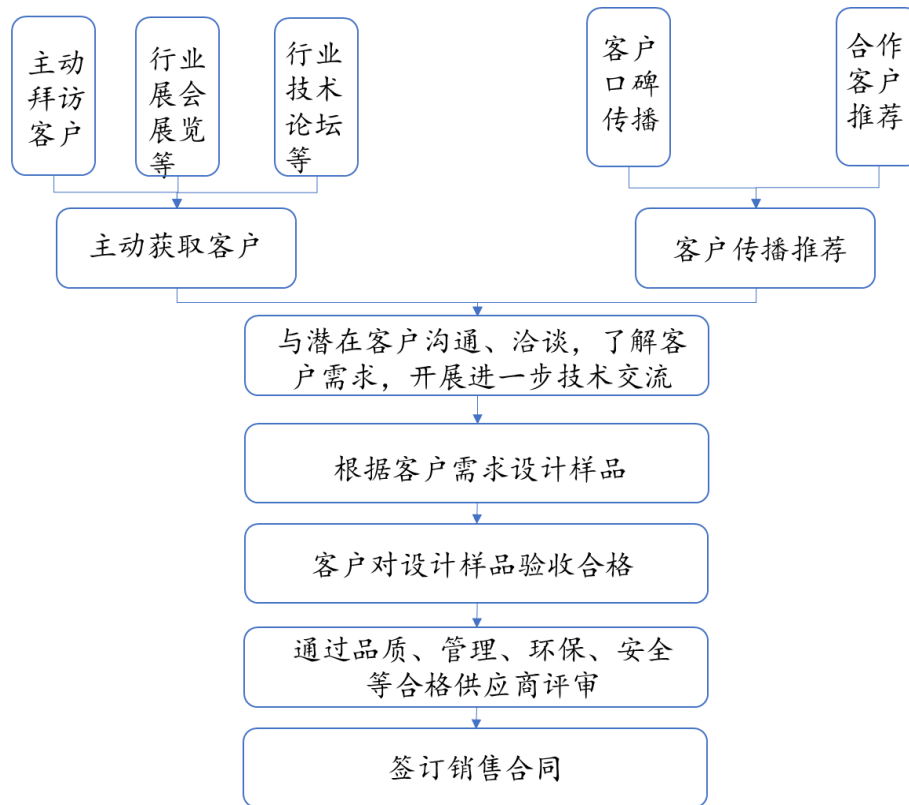 主动
拜访
客户
行业
展会
展览
等
行业
技术
论坛
等
客户
口碑
传播
合作
客户
推荐
主动获取客户
客户传播推荐
与潜在客户沟通、洽谈，了解客
户需求，开展进一步技术交流
根据客户需求设计样品
客户对设计样品验收合格
通过品质、管理、环保、安全
等合格供应商评审
签订销售合同